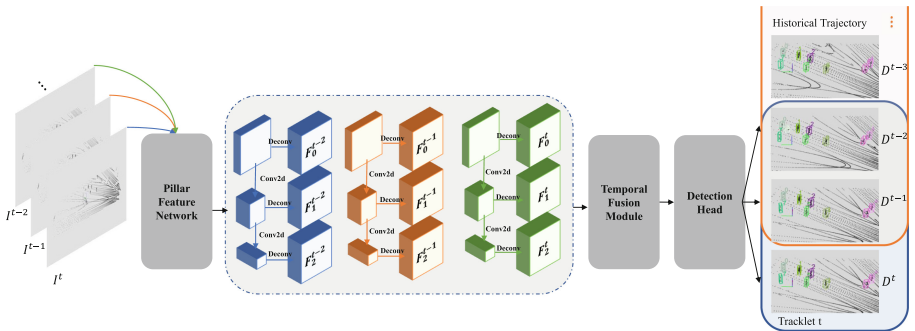 I^{t-2}
I^{t-1}
I^t
Pillar
Feature
Network
Deconv
F_0^{t-2}
Conv2d
Deconv
F_1^{t-2}
Conv2d
Deconv
F_2^{t-2}
Deconv
F_0^{t-1}
Conv2d
Deconv
F_1^{t-1}
Conv2d
Deconv
F_2^{t-1}
Deconv
F_0^t
Conv2d
Deconv
F_1^t
Conv2d
Deconv
F_2^t
Temporal
Fusion
Module
Detection
Head
Historical Trajectory
D^{t-3}
D^{t-2}
D^{t-1}
D^t
Tracklet t